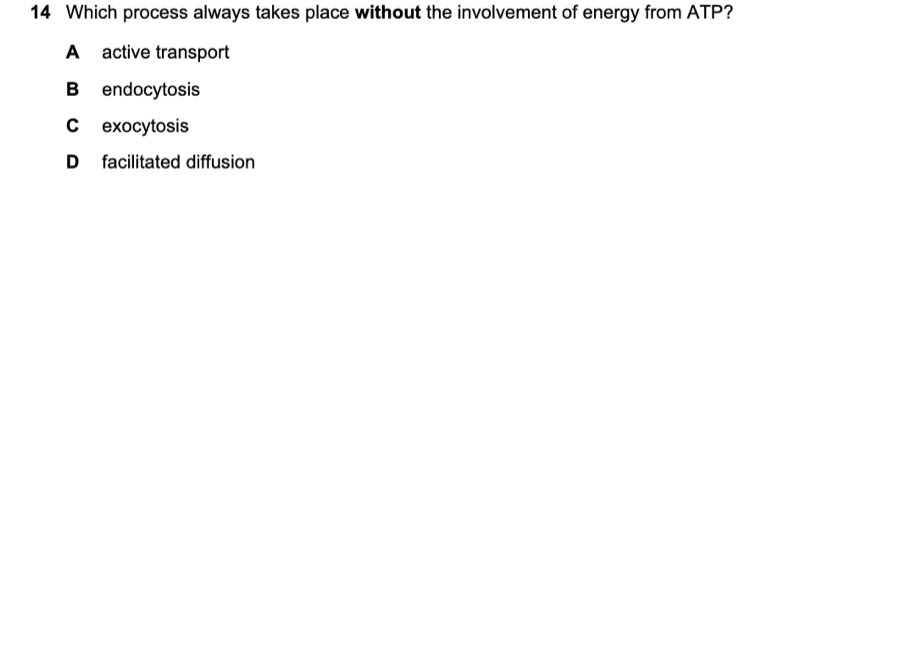 14 Which process always takes place without the involvement of energy from ATP?
A active transport
B endocytosis
C exocytosis
D facilitated diffusion